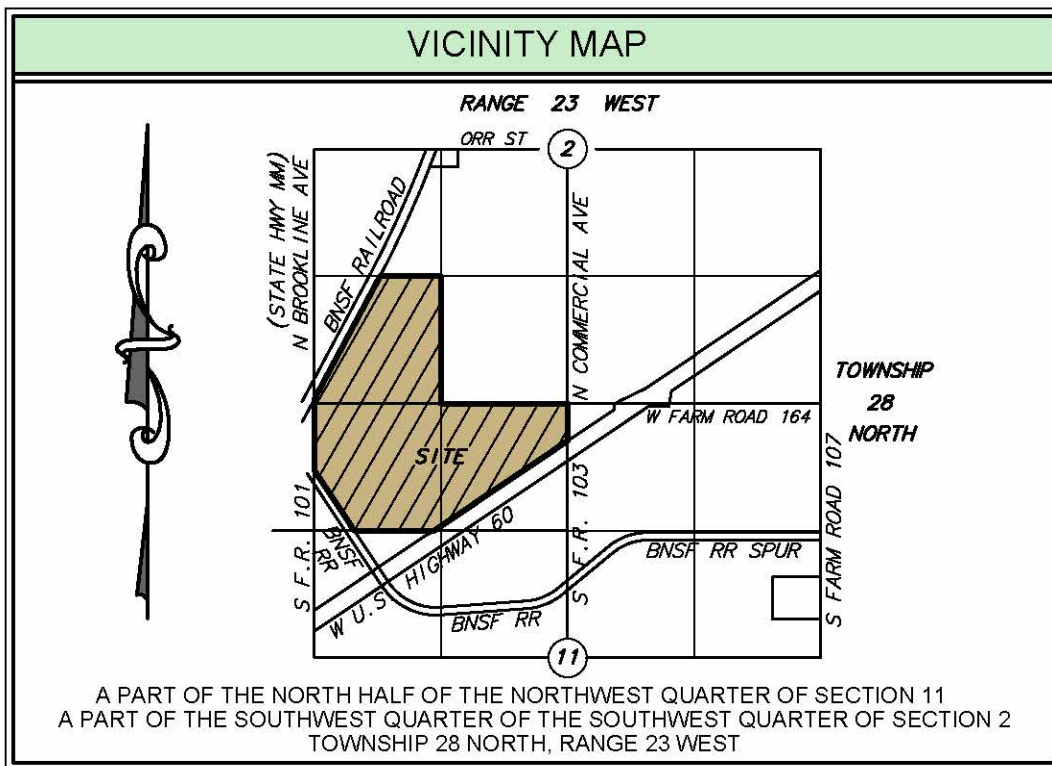 VICINITY MAP
RANGE 23 WEST
ORR ST
2
(STATE HWY MM)
N BROOKLINE AVE
BNSF RAILROAD
N COMMERCIAL AVE
TOWNSHIP
28
NORTH
W FARM ROAD 164
SITE
S F.R. 101
BNSF
RR
W U.S HIGHWAY 60
S F.R. 103
S FARM ROAD 107
BNSF RR SPUR
BNSF RR
11
A PART OF THE NORTH HALF OF THE NORTHWEST QUARTER OF SECTION 11
A PART OF THE SOUTHWEST QUARTER OF THE SOUTHWEST QUARTER OF SECTION 2
TOWNSHIP 28 NORTH, RANGE 23 WEST